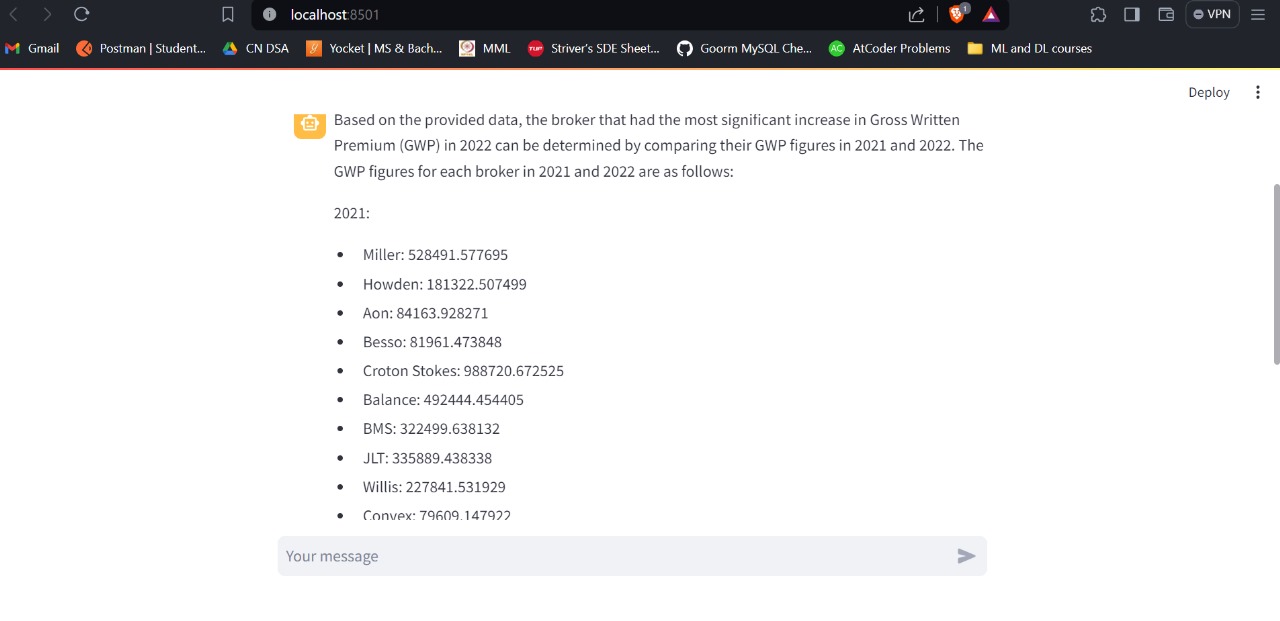 localhost:8501
1
VPN
Gmail
Postman | Student...
CN DSA
Yocket | MS & Bach...
MML
TUF
Striver's SDE Sheet...
Goorm MySQL Che...
AC
AtCoder Problems
ML and DL courses
Deploy
Based on the provided data, the broker that had the most significant increase in Gross Written
Premium (GWP) in 2022 can be determined by comparing their GWP figures in 2021 and 2022. The
GWP figures for each broker in 2021 and 2022 are as follows:
2021:
• Miller: 528491.577695
• Howden: 181322.507499
• Aon: 84163.928271
• Besso: 81961.473848
• Croton Stokes: 988720.672525
• Balance: 492444.454405
• BMS: 322499.638132
• JLT: 335889.438338
• Willis: 227841.531929
• Convex: 79609.147922
Your message